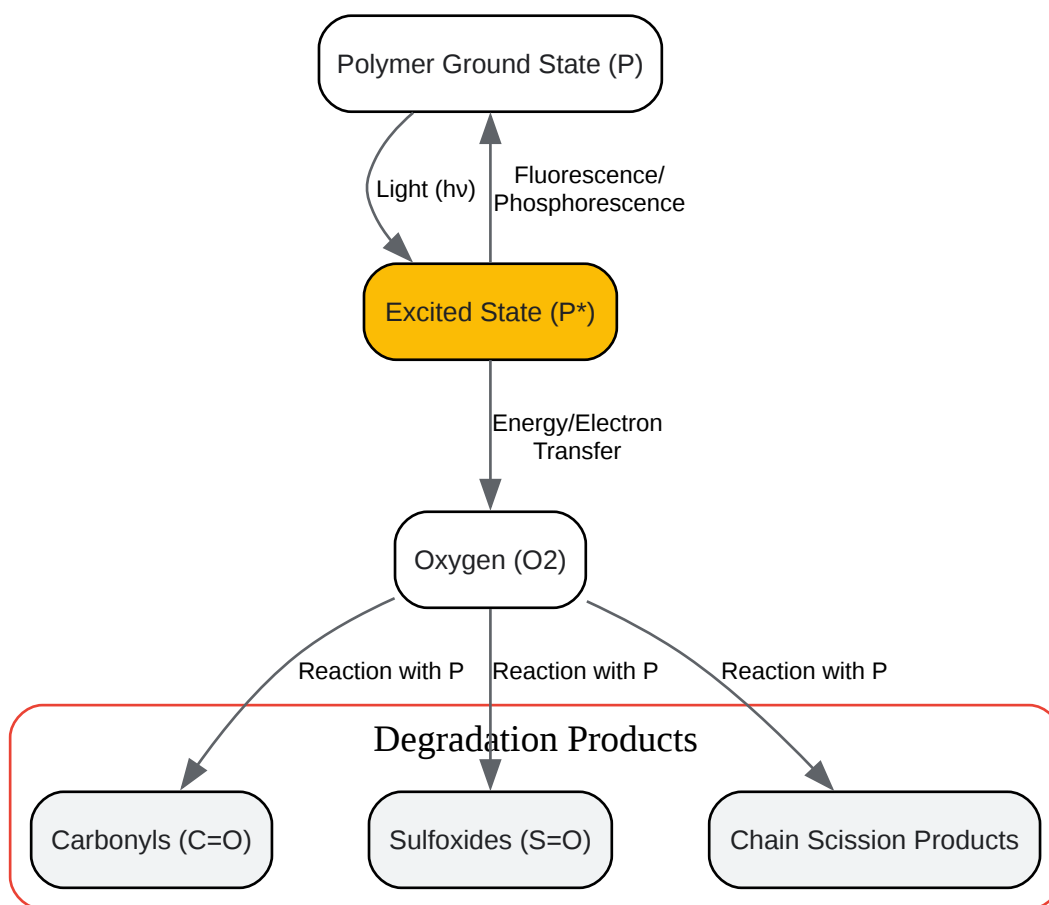 Polymer Ground State (P)
Light (hν)
Fluorescence/
Phosphorescence
Excited State (P*)
Energy/Electron
Transfer
Oxygen (O2)
Reaction with P
Reaction with P
Reaction with P
Degradation Products
Carbonyls (C=O)
Sulfoxides (S=O)
Chain Scission Products